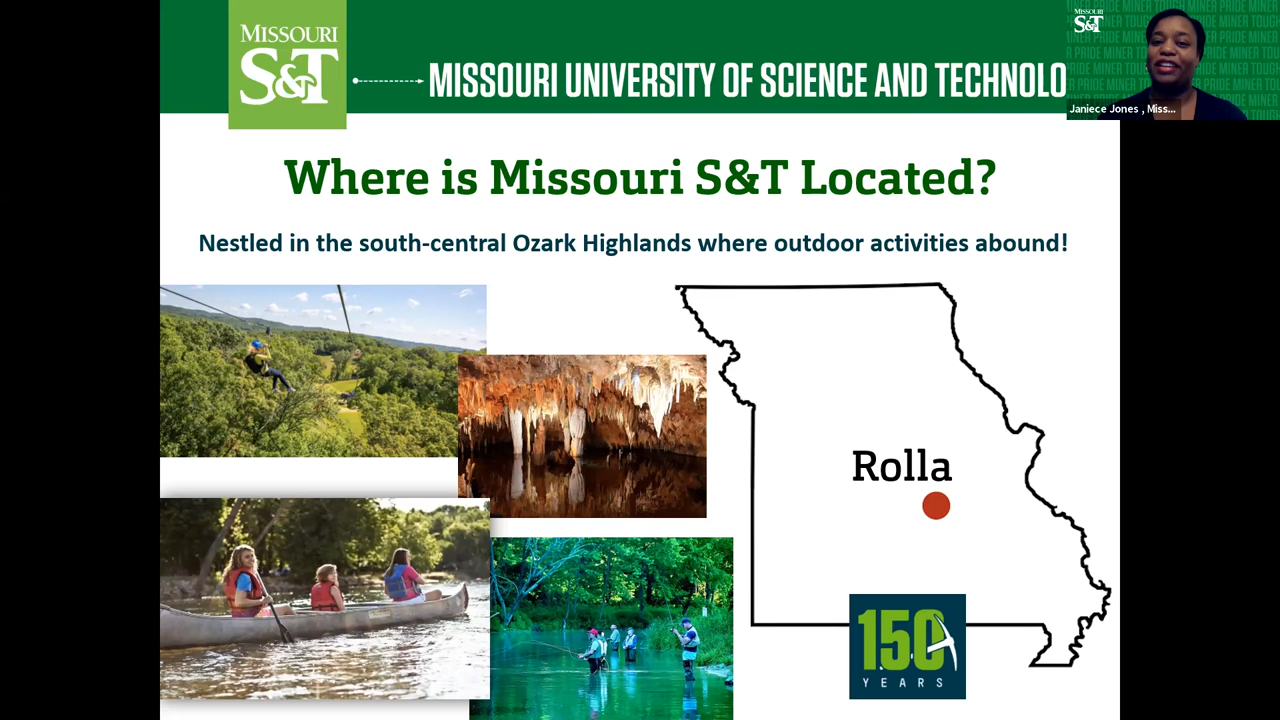 MISSOURI
S&T
MISSOURI UNIVERSITY OF SCIENCE AND TECHNOLO
MISSOURI
S&T
Janiece Jones , Miss...
Where is Missouri S&T Located?
Nestled in the south-central Ozark Highlands where outdoor activities abound!
Rolla
150
YEARS